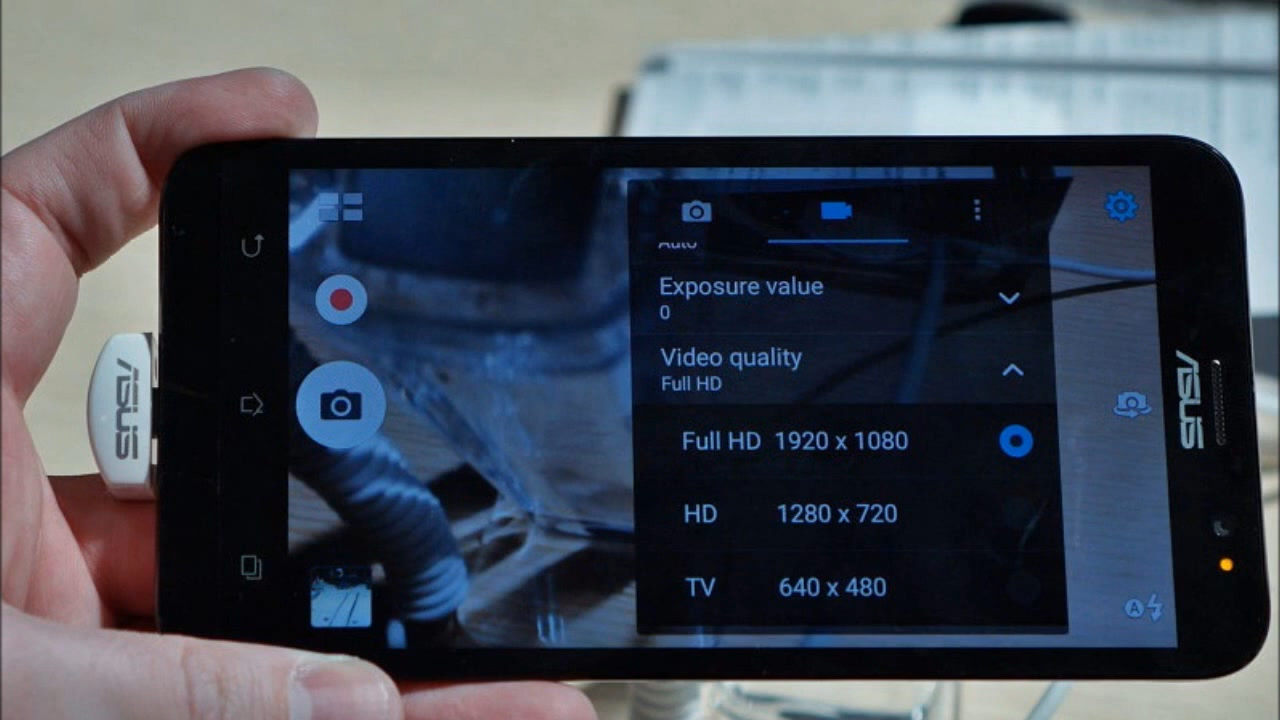 Auto
Exposure value
0
Video quality
Full HD
Full HD 1920 x 1080
HD 1280 x 720
TV 640 x 480
A
ASUS
ASUS